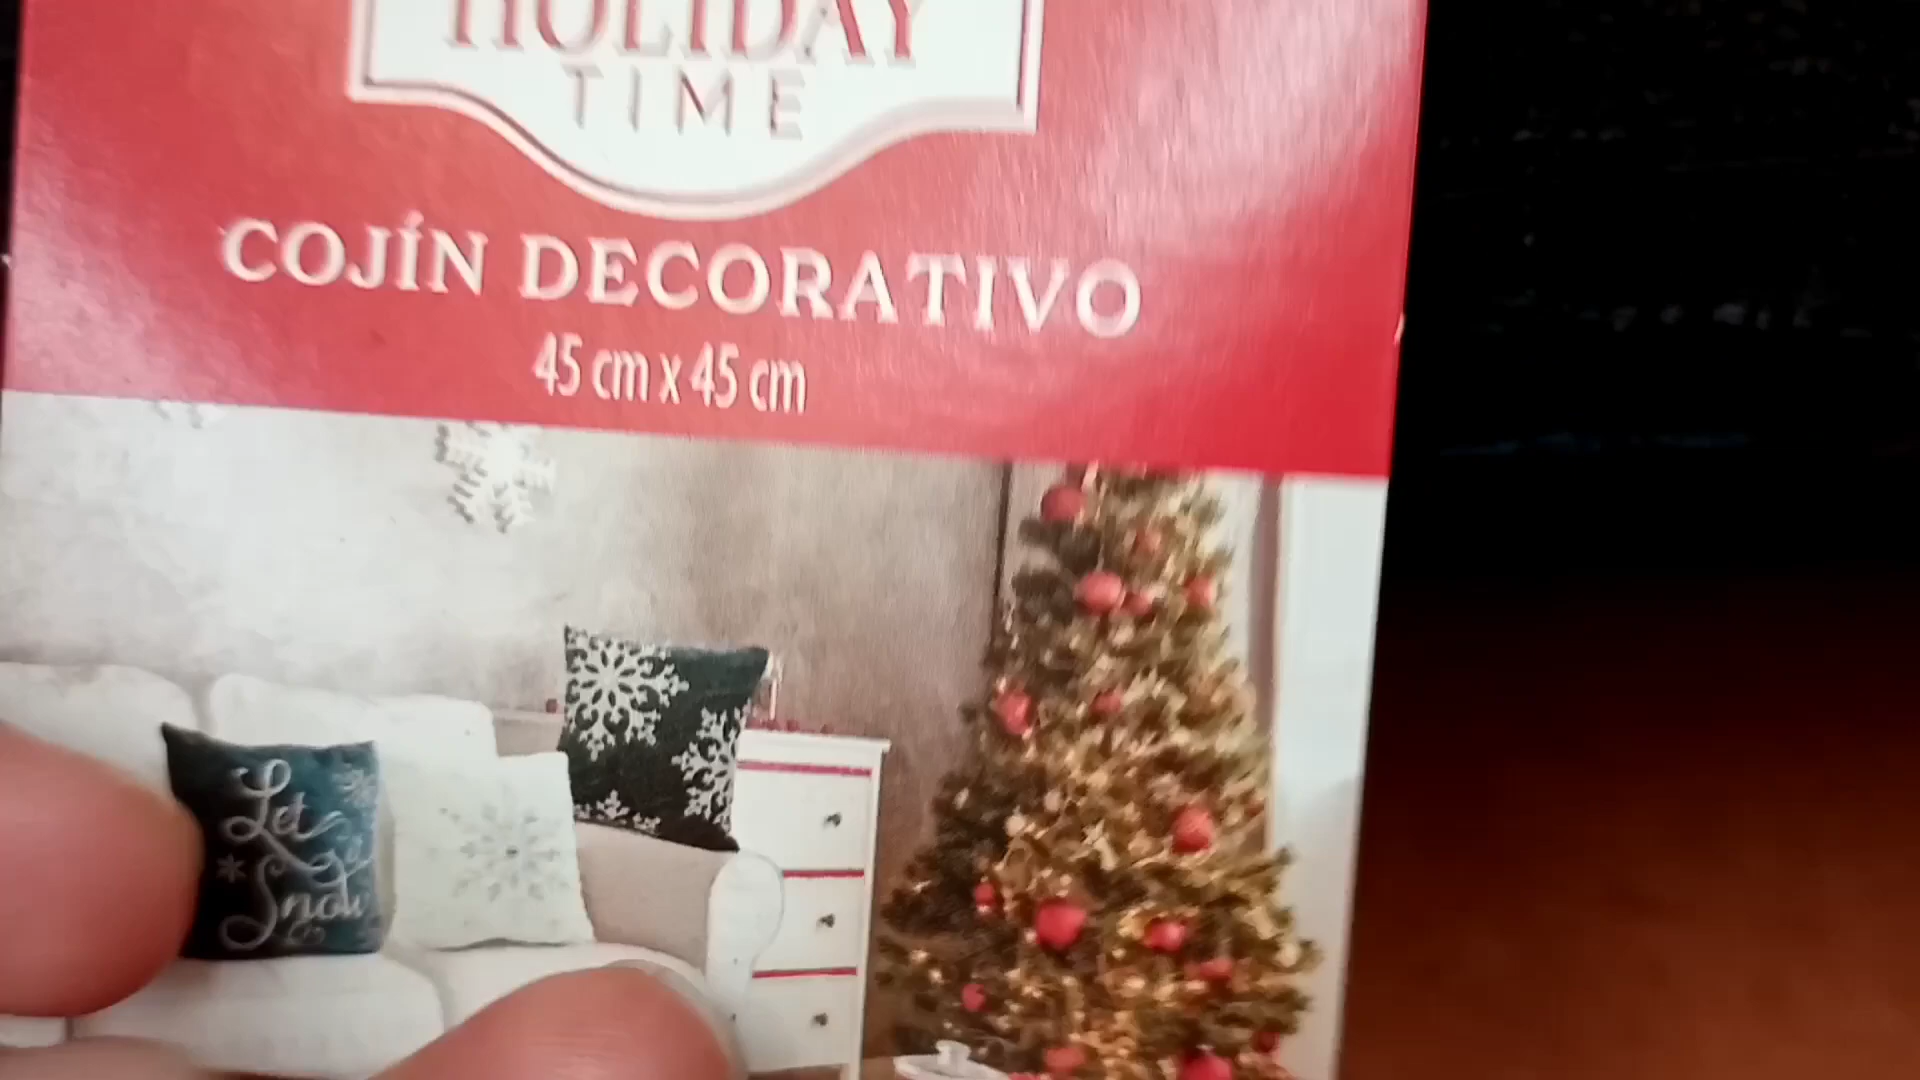 HOLIDAY
TIME
COJÍN DECORATIVO
45 cm x 45 cm
Let
Snow